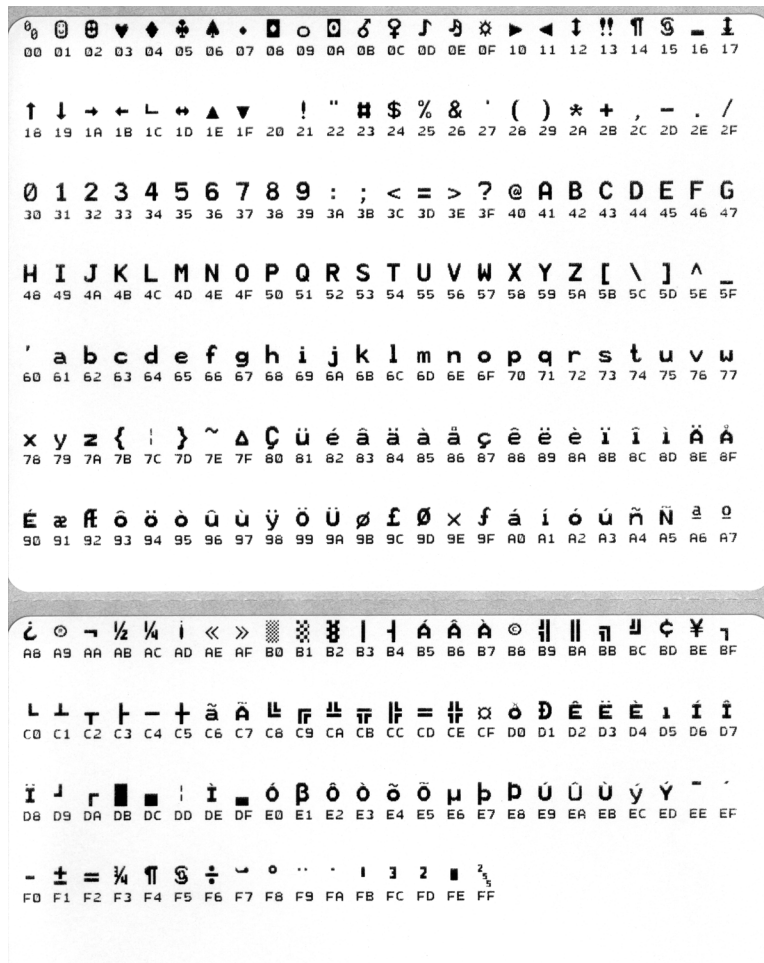 ⁰₀ ☺ ☻ ♥ ♦ ♣ ♠ • ◘ ○ ◙ ♂ ♀ ♪ ♫ ☼ ► ◄ ↕ ‼ ¶ § ▬ ↨
00 01 02 03 04 05 06 07 08 09 0A 0B 0C 0D 0E 0F 10 11 12 13 14 15 16 17
↑ ↓ → ← ∟ ↔ ▲ ▼ ! " # $ % & ' ( ) * + , - . /
18 19 1A 1B 1C 1D 1E 1F 20 21 22 23 24 25 26 27 28 29 2A 2B 2C 2D 2E 2F
0 1 2 3 4 5 6 7 8 9 : ; < = > ? @ A B C D E F G
30 31 32 33 34 35 36 37 38 39 3A 3B 3C 3D 3E 3F 40 41 42 43 44 45 46 47
H I J K L M N O P Q R S T U V W X Y Z [ \ ] ^ _
48 49 4A 4B 4C 4D 4E 4F 50 51 52 53 54 55 56 57 58 59 5A 5B 5C 5D 5E 5F
' a b c d e f g h i j k l m n o p q r s t u v w
60 61 62 63 64 65 66 67 68 69 6A 6B 6C 6D 6E 6F 70 71 72 73 74 75 76 77
x y z { ¦ } ~ ∆ Ç ü é â ä à å ç ê ë è ï î ì Ä Å
78 79 7A 7B 7C 7D 7E 7F 80 81 82 83 84 85 86 87 88 89 8A 8B 8C 8D 8E 8F
É æ Æ ô ö ò û ù ÿ Ö Ü ø £ Ø × ƒ á í ó ú ñ Ñ ª º
90 91 92 93 94 95 96 97 98 99 9A 9B 9C 9D 9E 9F A0 A1 A2 A3 A4 A5 A6 A7
¿ ® ¬ ½ ¼ ¡ « » ░ ▒ ▓ │ ┤ Á Â À © ╣ ║ ╗ ╝ ¢ ¥ ┐
A8 A9 AA AB AC AD AE AF B0 B1 B2 B3 B4 B5 B6 B7 B8 B9 BA BB BC BD BE BF
└ ┴ ┬ ├ ─ ┼ ã Ã ╚ ╔ ╩ ╦ ╠ ═ ╬ ¤ ð Ð Ê Ë È ı Í Î
C0 C1 C2 C3 C4 C5 C6 C7 C8 C9 CA CB CC CD CE CF D0 D1 D2 D3 D4 D5 D6 D7
Ï ┘ ┌ █ ▄ ¦ Ì ▬ Ó β Ô Ò õ Õ µ þ Þ Ú Û Ù ý Ý ¯ ´
D8 D9 DA DB DC DD DE DF E0 E1 E2 E3 E4 E5 E6 E7 E8 E9 EA EB EC ED EE EF
- ± = ¾ ¶ § ÷ ¸ ° ¨ · ı 3 2 ■ ²₅₅
F0 F1 F2 F3 F4 F5 F6 F7 F8 F9 FA FB FC FD FE FF